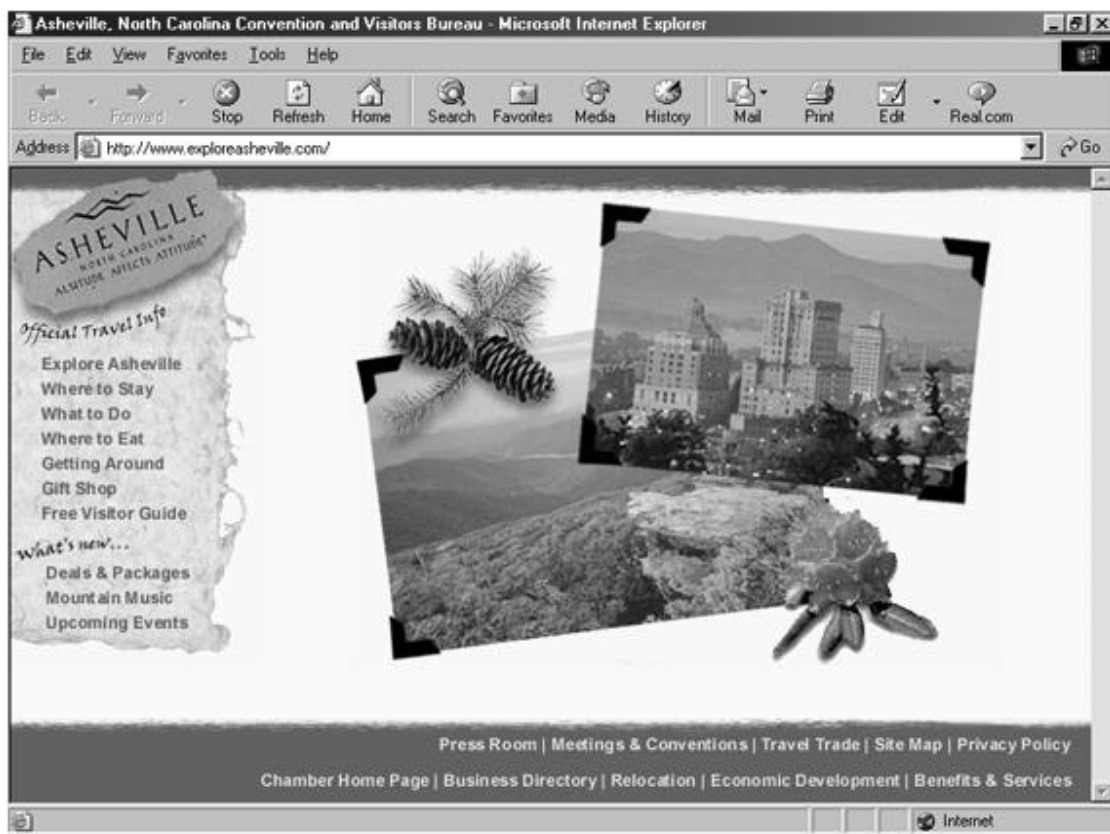 Asheville, North Carolina Convention and Visitors Bureau - Microsoft Internet Explorer
File Edit View Favorites Tools Help
Back Forward Stop Refresh Home Search Favorites Media History Mail Print Edit Real.com
Address http://www.exploreasheville.com/ Go
ASHEVILLE
NORTH CAROLINA
ALTITUDE AFFECTS ATTITUDE
Official Travel Info
Explore Asheville
Where to Stay
What to Do
Where to Eat
Getting Around
Gift Shop
Free Visitor Guide
What's new...
Deals & Packages
Mountain Music
Upcoming Events
Press Room | Meetings & Conventions | Travel Trade | Site Map | Privacy Policy
Chamber Home Page | Business Directory | Relocation | Economic Development | Benefits & Services
Internet